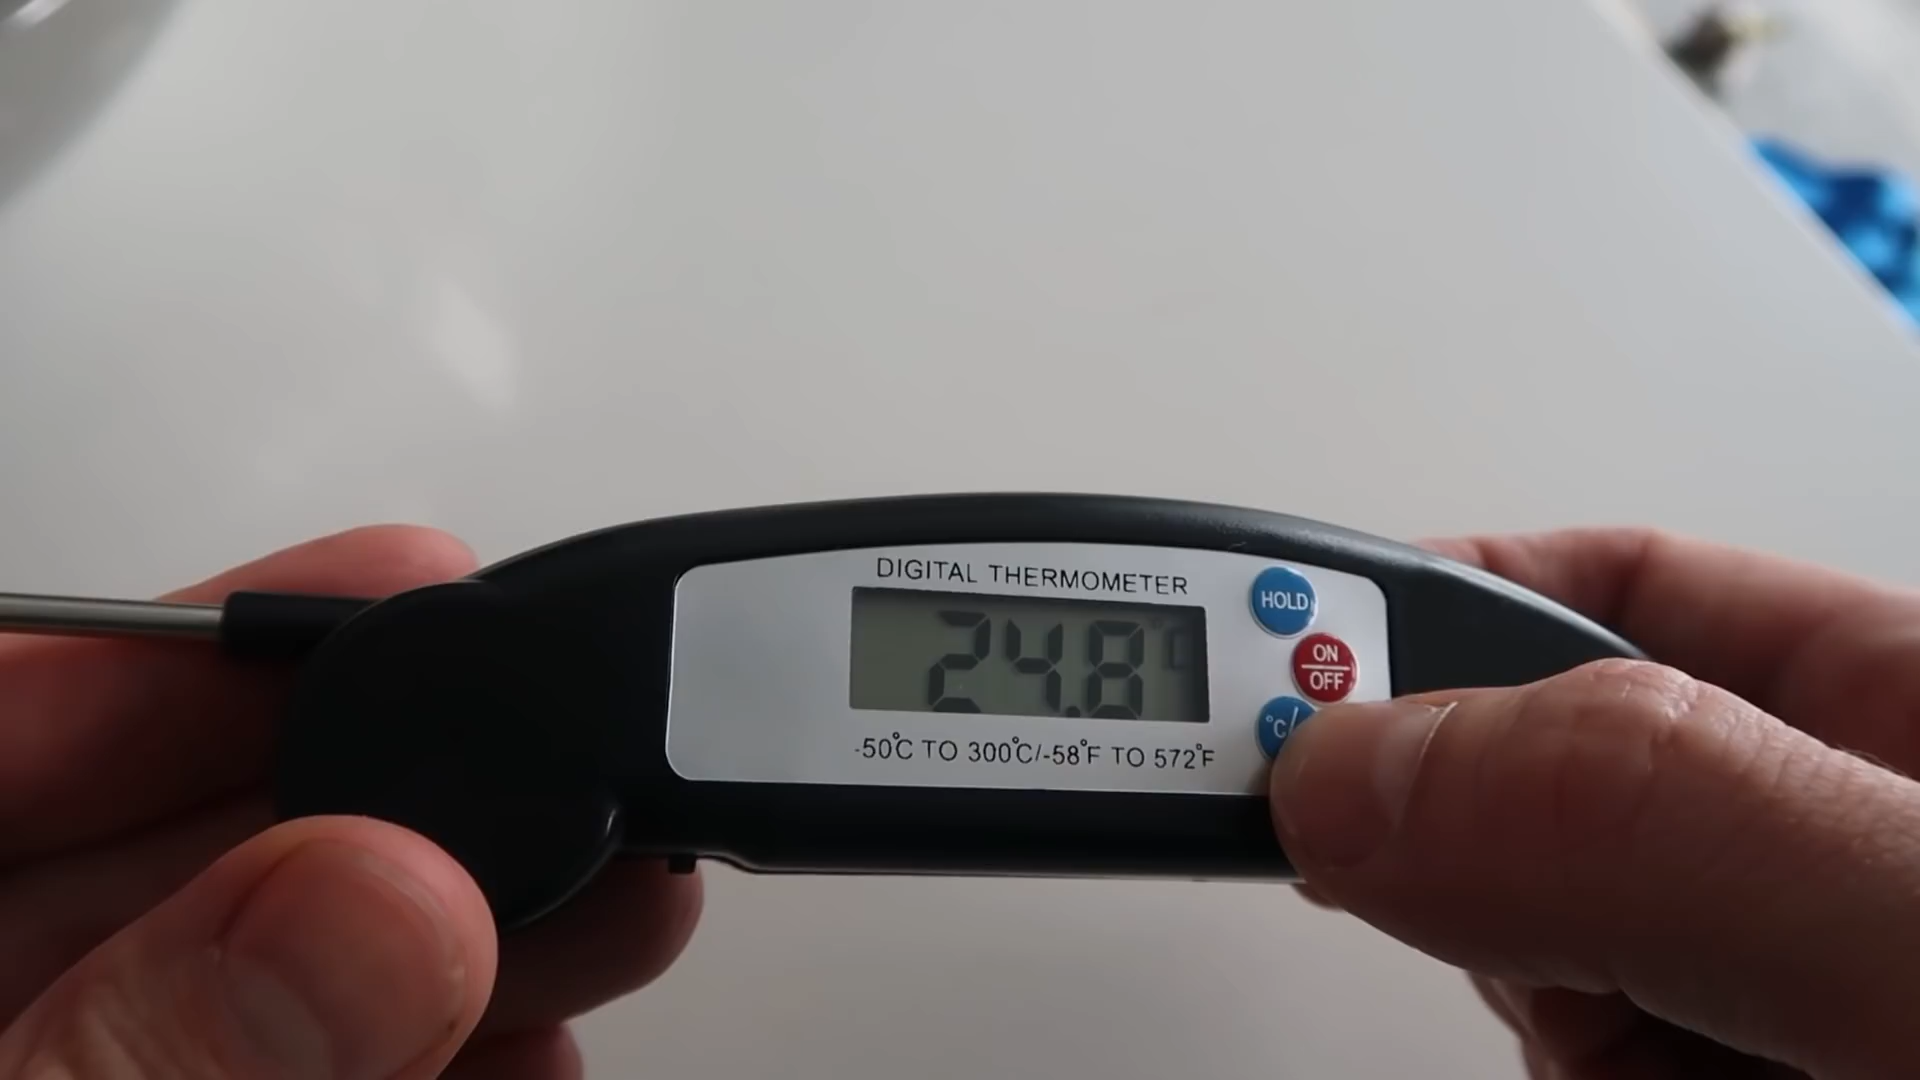 DIGITAL THERMOMETER
24.8°
HOLD
ON
OFF
°C/
-50°C TO 300°C/-58°F TO 572°F